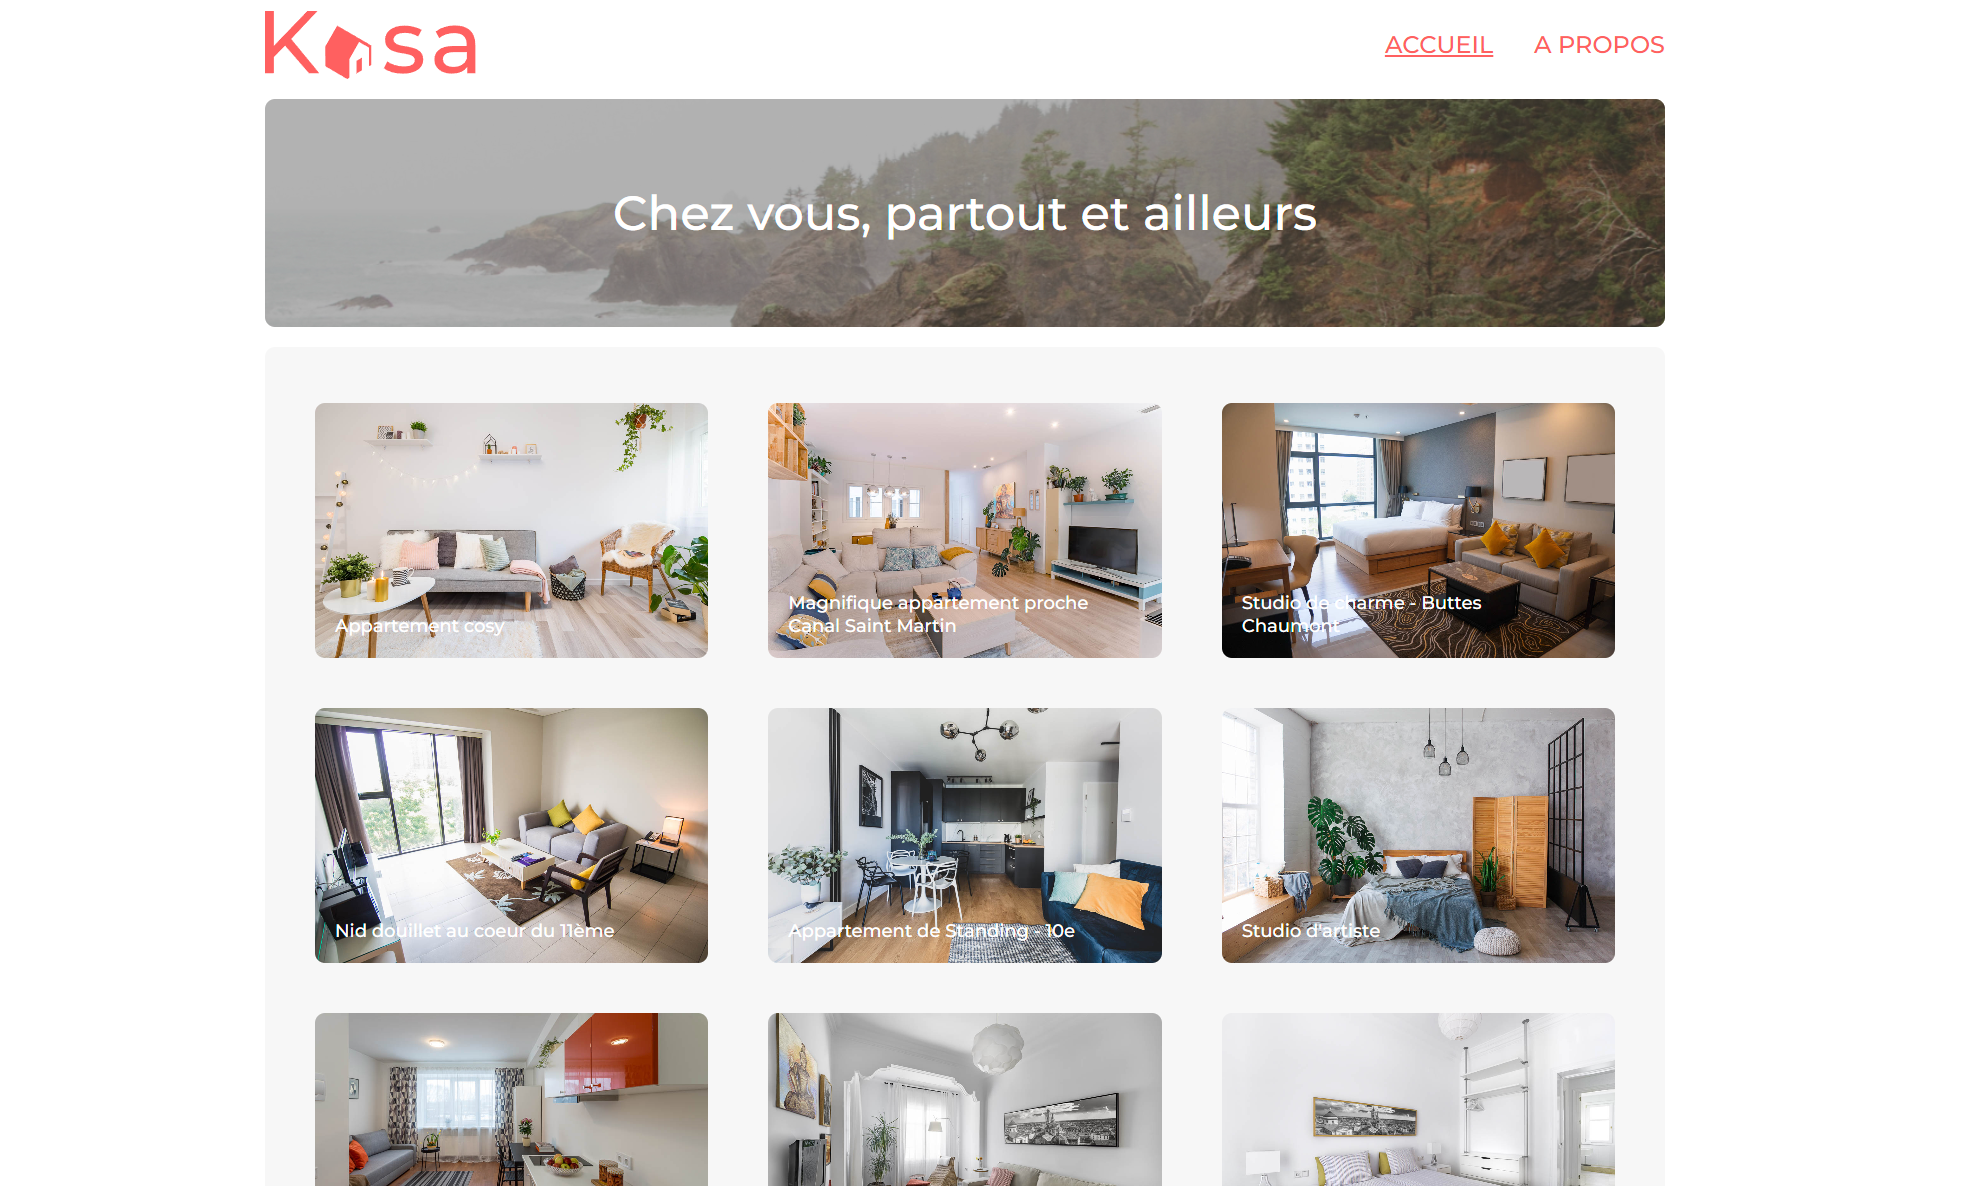 Kasa
ACCUEIL
A PROPOS
Chez vous, partout et ailleurs
Appartement cosy
Magnifique appartement proche
Canal Saint Martin
Studio de charme - Buttes
Chaumont
Nid douillet au coeur du 11ème
Appartement de Standing - 10e
Studio d'artiste